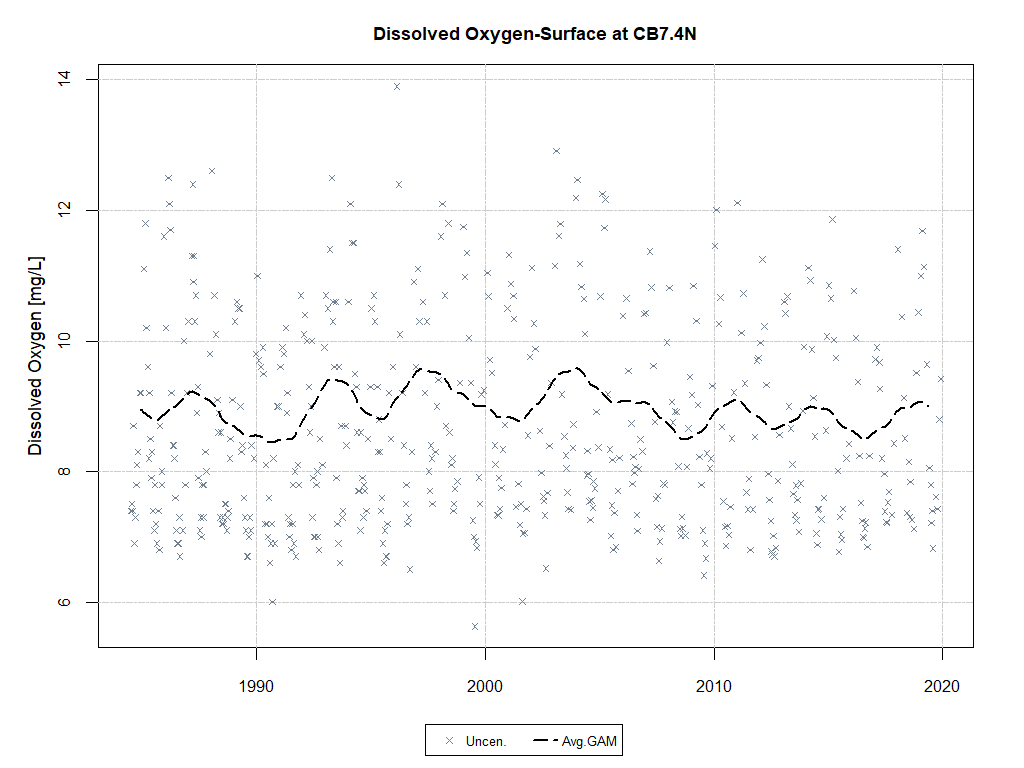 Dissolved Oxygen-Surface at CB7.4N
Dissolved Oxygen [mg/L]
14
12
10
8
6
1990 2000 2010 2020
Uncen. Avg.GAM